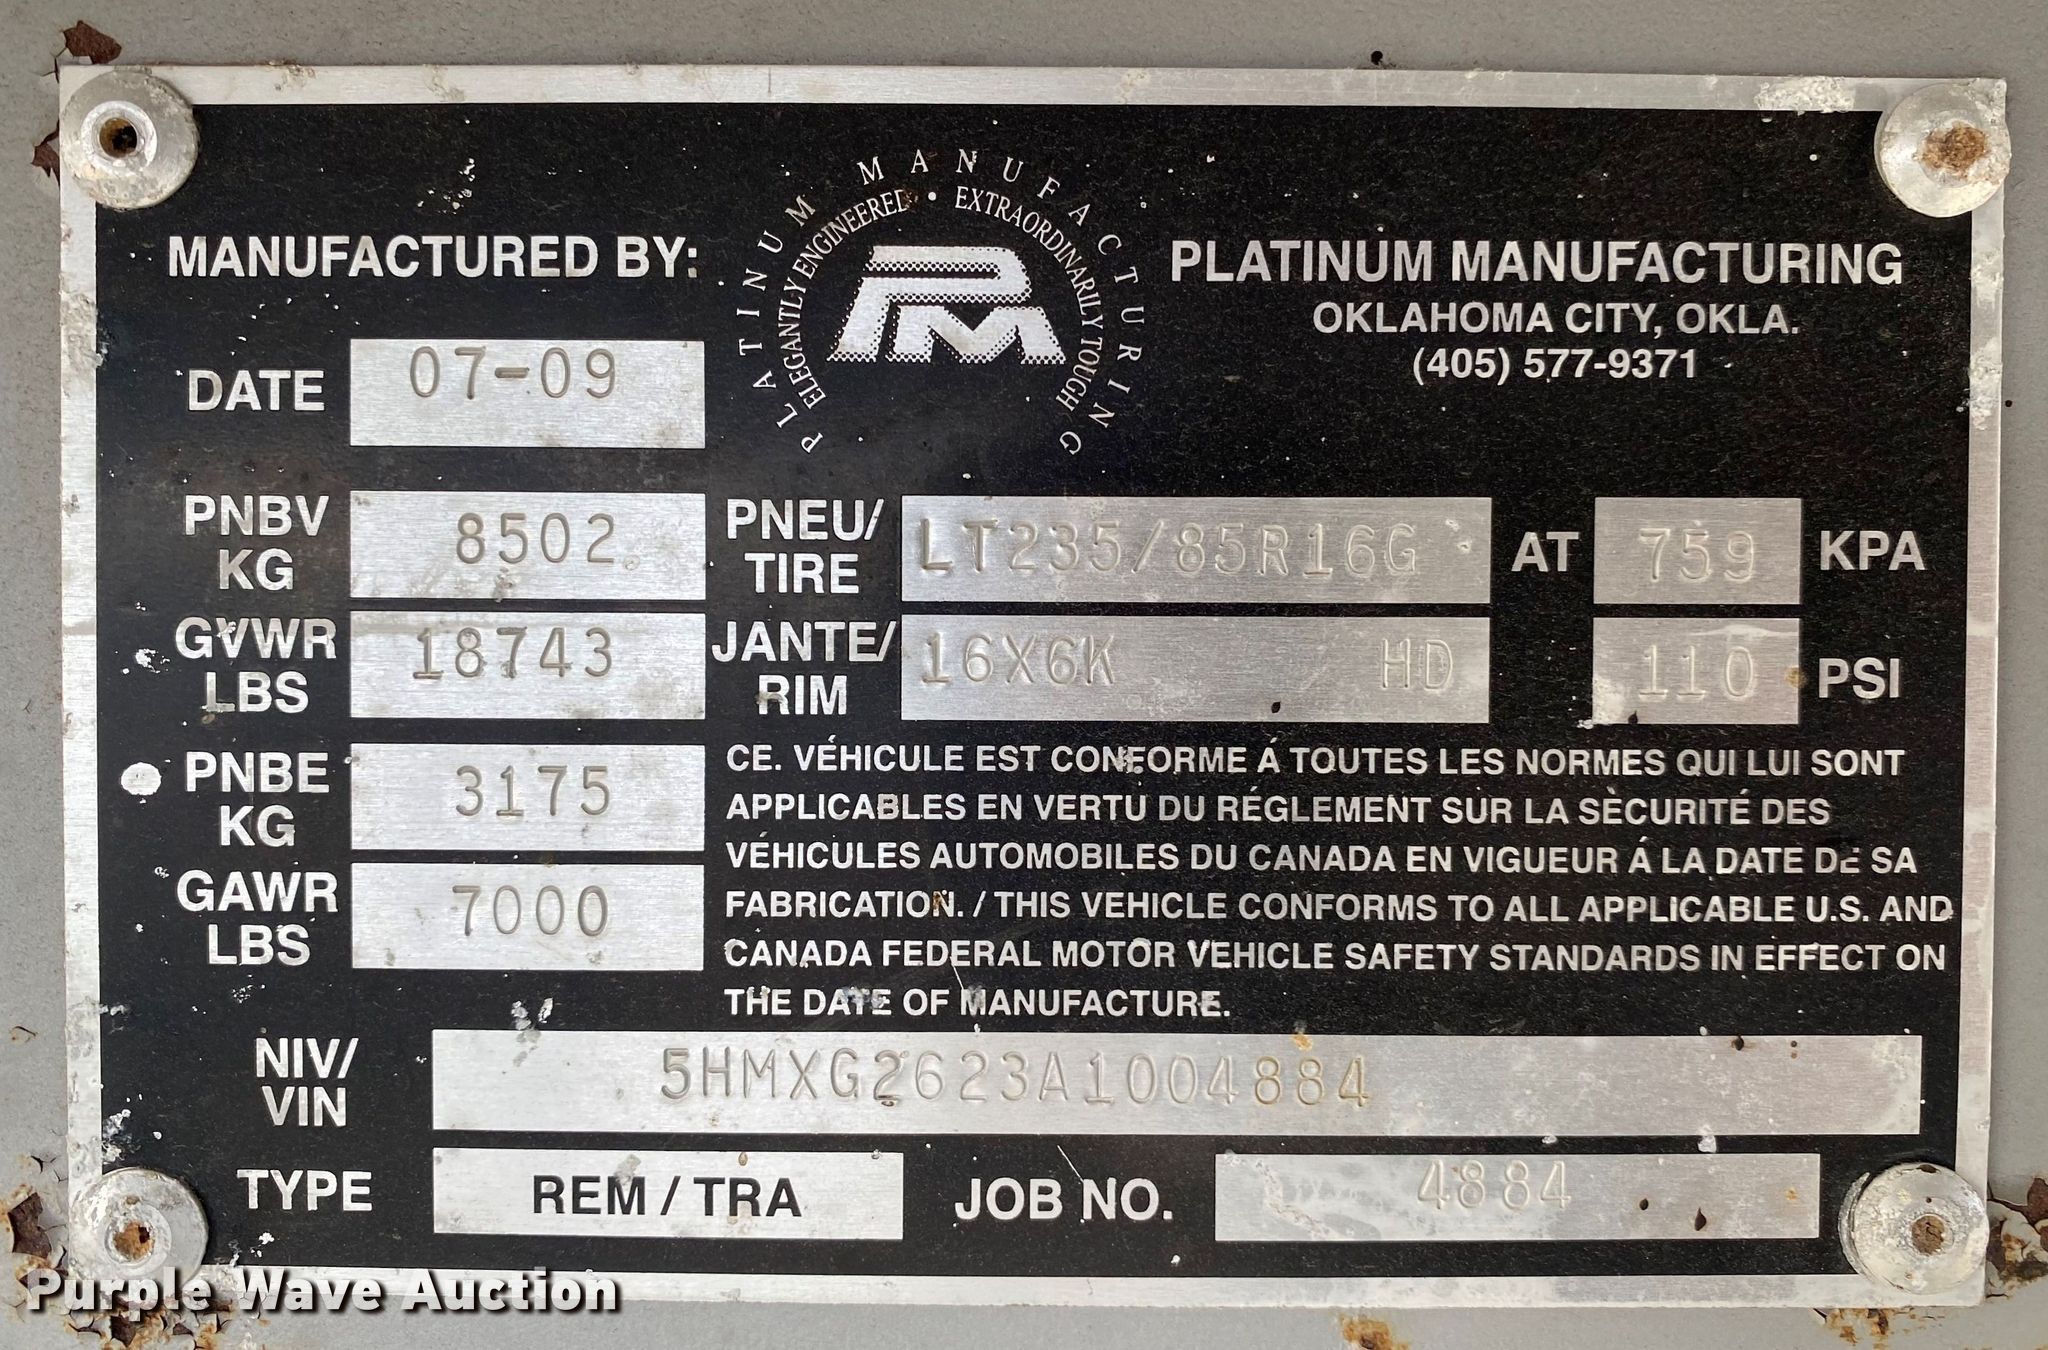 MANUFACTURED BY:
PLATINUM MANUFACTURING
ELEGANTLY ENGINEERED • EXTRAORDINARILY TOUGH
PM
PLATINUM MANUFACTURING
OKLAHOMA CITY, OKLA.
(405) 577-9371
DATE 07-09
PNBV KG 8502
GVWR LBS 18743
PNEU/TIRE LT235/85R16G AT 759 KPA
JANTE/RIM 16X6K HD 110 PSI
PNBE KG 3175
GAWR LBS 7000
CE. VÉHICULE EST CONFORME Á TOUTES LES NORMES QUI LUI SONT
APPLICABLES EN VERTU DU RÉGLEMENT SUR LA SÈCURITÉ DES
VÉHICULES AUTOMOBILES DU CANADA EN VIGUEUR Á LA DATE DE SA
FABRICATION. / THIS VEHICLE CONFORMS TO ALL APPLICABLE U.S. AND
CANADA FEDERAL MOTOR VEHICLE SAFETY STANDARDS IN EFFECT ON
THE DATE OF MANUFACTURE.
NIV/VIN 5HMXG2623A1004884
TYPE REM / TRA JOB NO. 4884
Purple Wave Auction